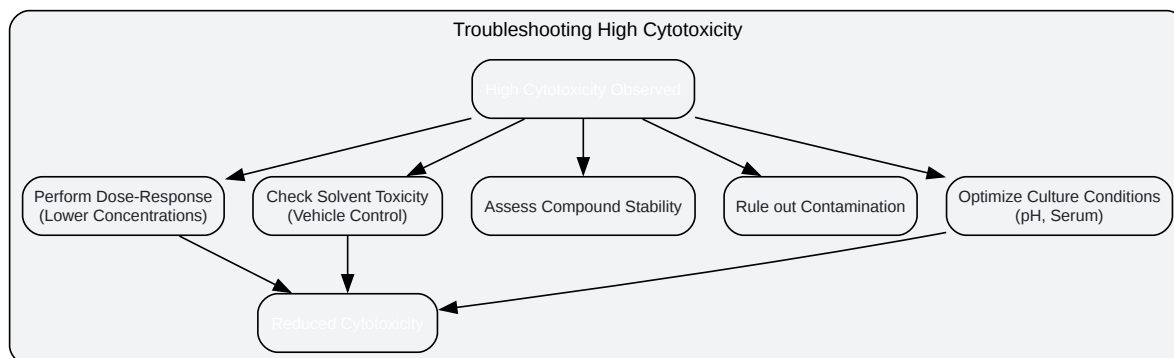 Troubleshooting High Cytotoxicity
High Cytotoxicity Observed
Perform Dose-Response
(Lower Concentrations)
Check Solvent Toxicity
(Vehicle Control)
Assess Compound Stability
Rule out Contamination
Optimize Culture Conditions
(pH, Serum)
Reduced Cytotoxicity